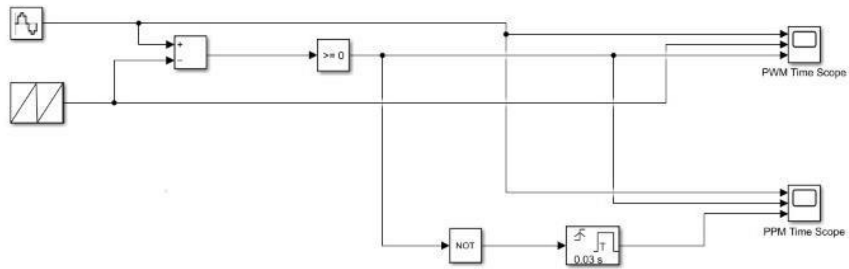 +
−
>= 0
PWM Time Scope
NOT
T
0.03 s
PPM Time Scope